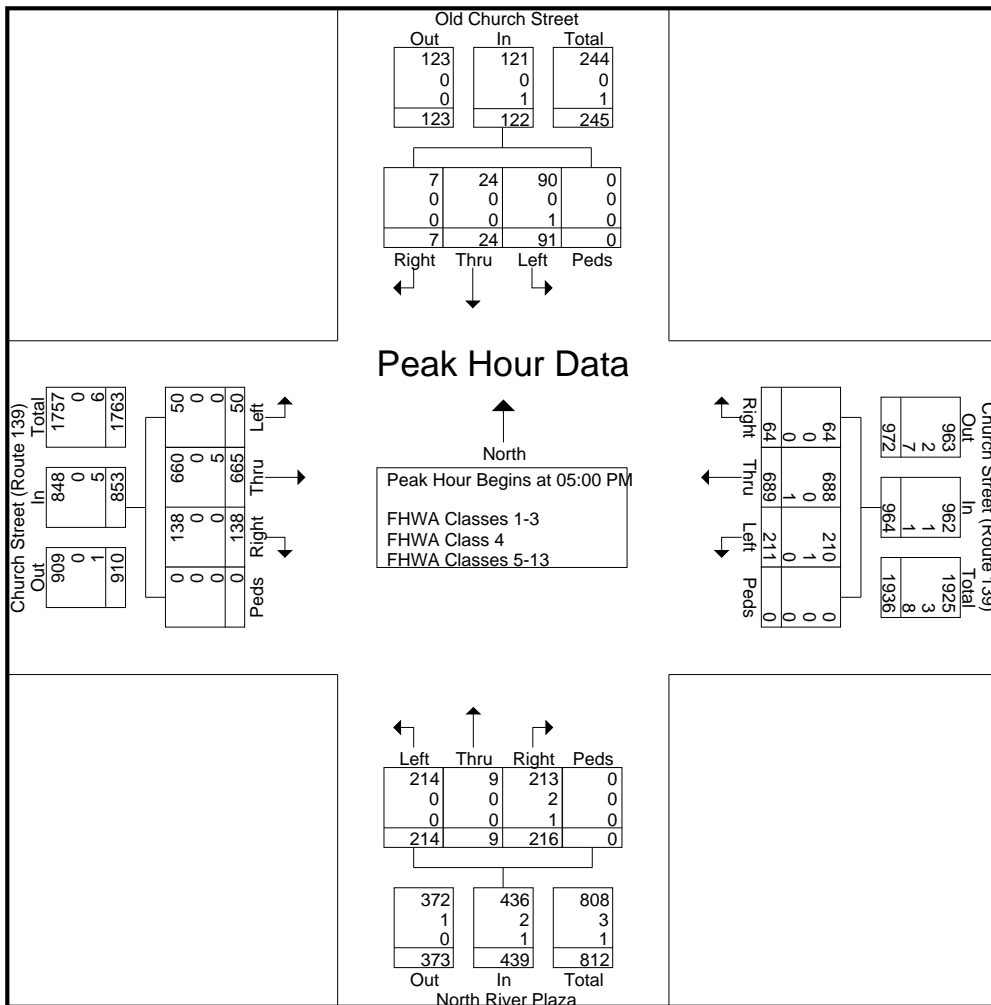 Old Church Street
Out In Total
123 121 244
0 0 0
0 1 1
123 122 245
7 24 90 0
0 0 0 0
0 0 1 0
7 24 91 0
Right Thru Left Peds
Peak Hour Data
North
Peak Hour Begins at 05:00 PM
FHWA Classes 1-3
FHWA Class 4
FHWA Classes 5-13
Church Street (Route 139)
Out In Total
909 848 1757
0 0 0
1 5 6
910 853 1763
Peds Right Thru Left
0 138 660 50
0 0 0 0
0 0 5 0
0 138 665 50
Church Street (Route 139)
Out In Total
963 962 1925
2 1 3
7 1 8
972 964 1936
64 688 210 0
0 0 1 0
0 1 0 0
64 689 211 0
Right Thru Left Peds
Left Thru Right Peds
214 9 213 0
0 0 2 0
0 0 1 0
214 9 216 0
372 436 808
1 2 3
0 1 1
373 439 812
Out In Total
North River Plaza